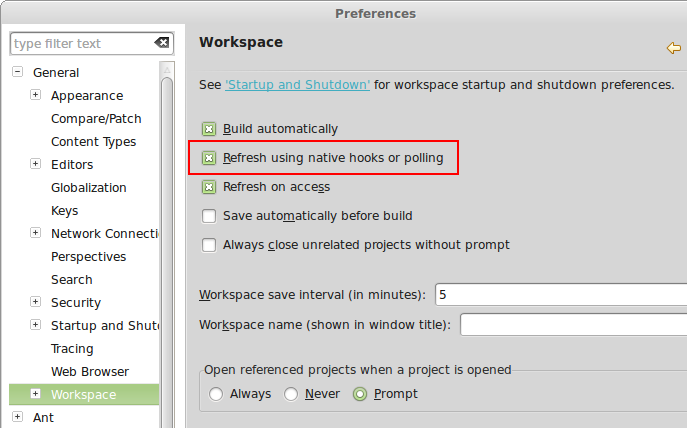 Preferences
type filter text
General
Appearance
Compare/Patch
Content Types
Editors
Globalization
Keys
Network Connecti
Perspectives
Search
Security
Startup and Shutd
Tracing
Web Browser
Workspace
Ant
Workspace
See 'Startup and Shutdown' for workspace startup and shutdown preferences.
Build automatically
Refresh using native hooks or polling
Refresh on access
Save automatically before build
Always close unrelated projects without prompt
Workspace save interval (in minutes): 5
Workspace name (shown in window title):
Open referenced projects when a project is opened
Always Never Prompt